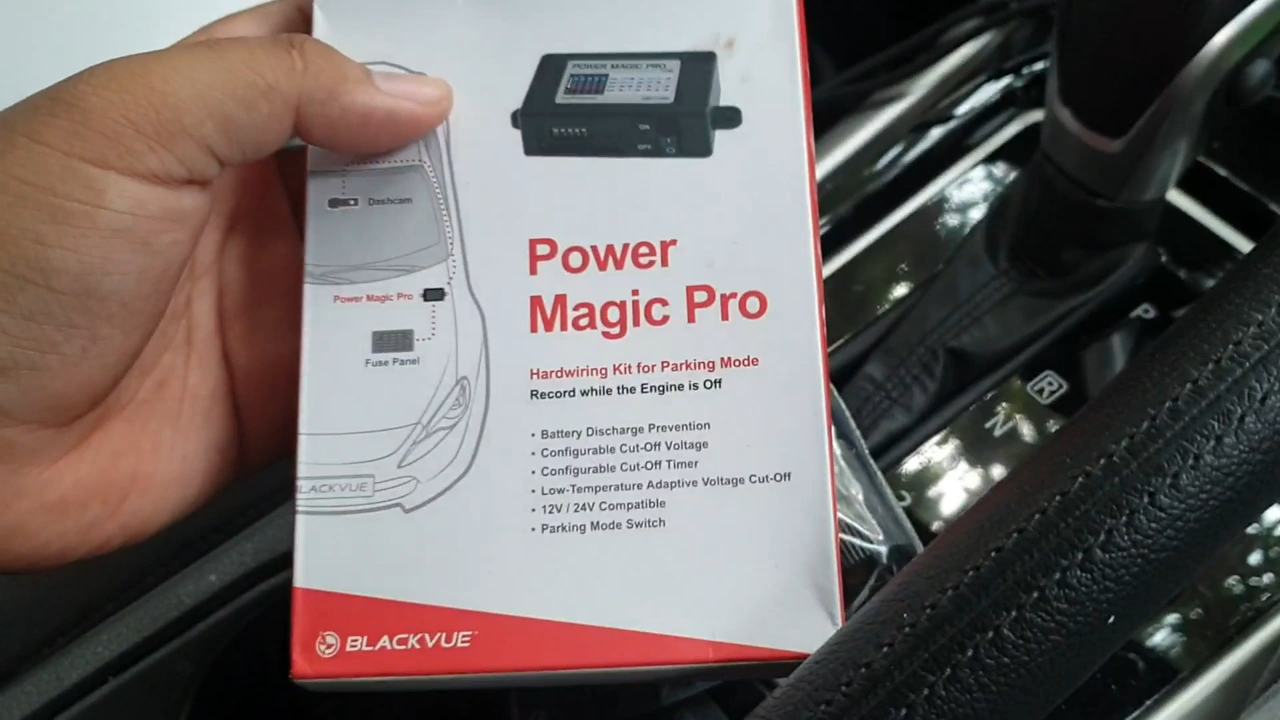 POWER MAGIC PRO
ON
OFF
Dashcam
Power Magic Pro
Fuse Panel
Power
Magic Pro
Hardwiring Kit for Parking Mode
Record while the Engine is Off
• Battery Discharge Prevention
• Configurable Cut-Off Voltage
• Configurable Cut-Off Timer
• Low-Temperature Adaptive Voltage Cut-Off
• 12V / 24V Compatible
• Parking Mode Switch
BLACKVUE
BLACKVUE
P
R
N